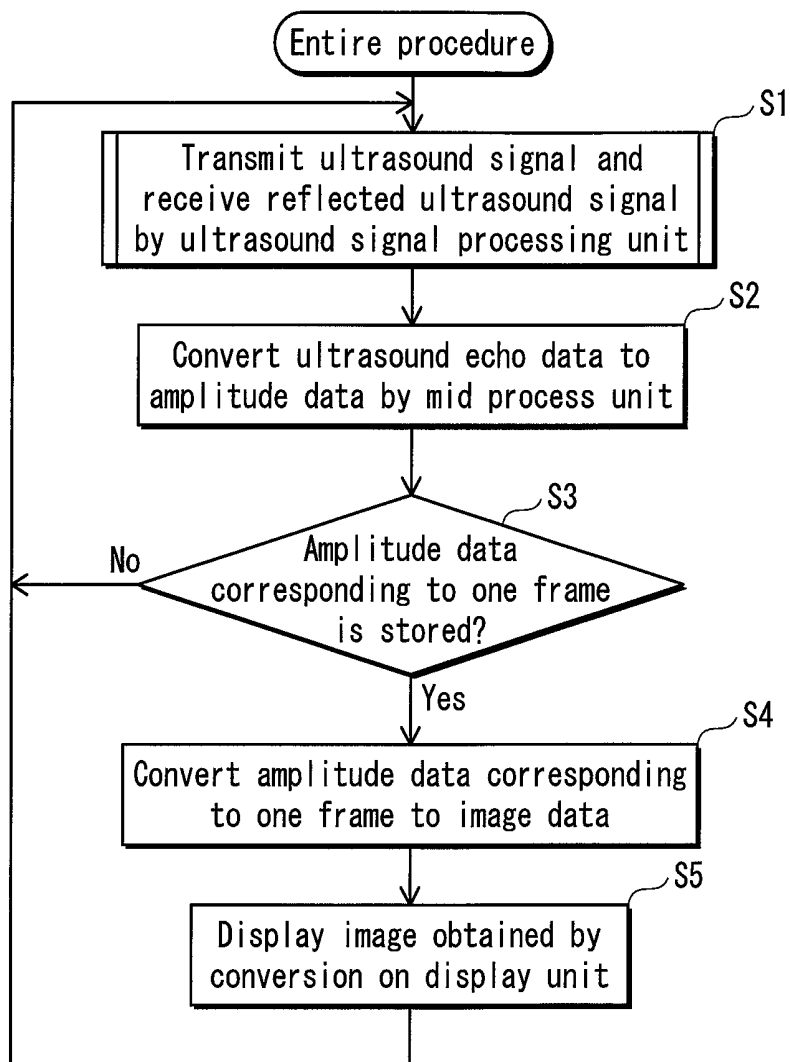 Entire procedure
S1
Transmit ultrasound signal and
receive reflected ultrasound signal
by ultrasound signal processing unit
S2
Convert ultrasound echo data to
amplitude data by mid process unit
S3
Amplitude data
corresponding to one frame
is stored?
No
Yes
S4
Convert amplitude data corresponding
to one frame to image data
S5
Display image obtained by
conversion on display unit